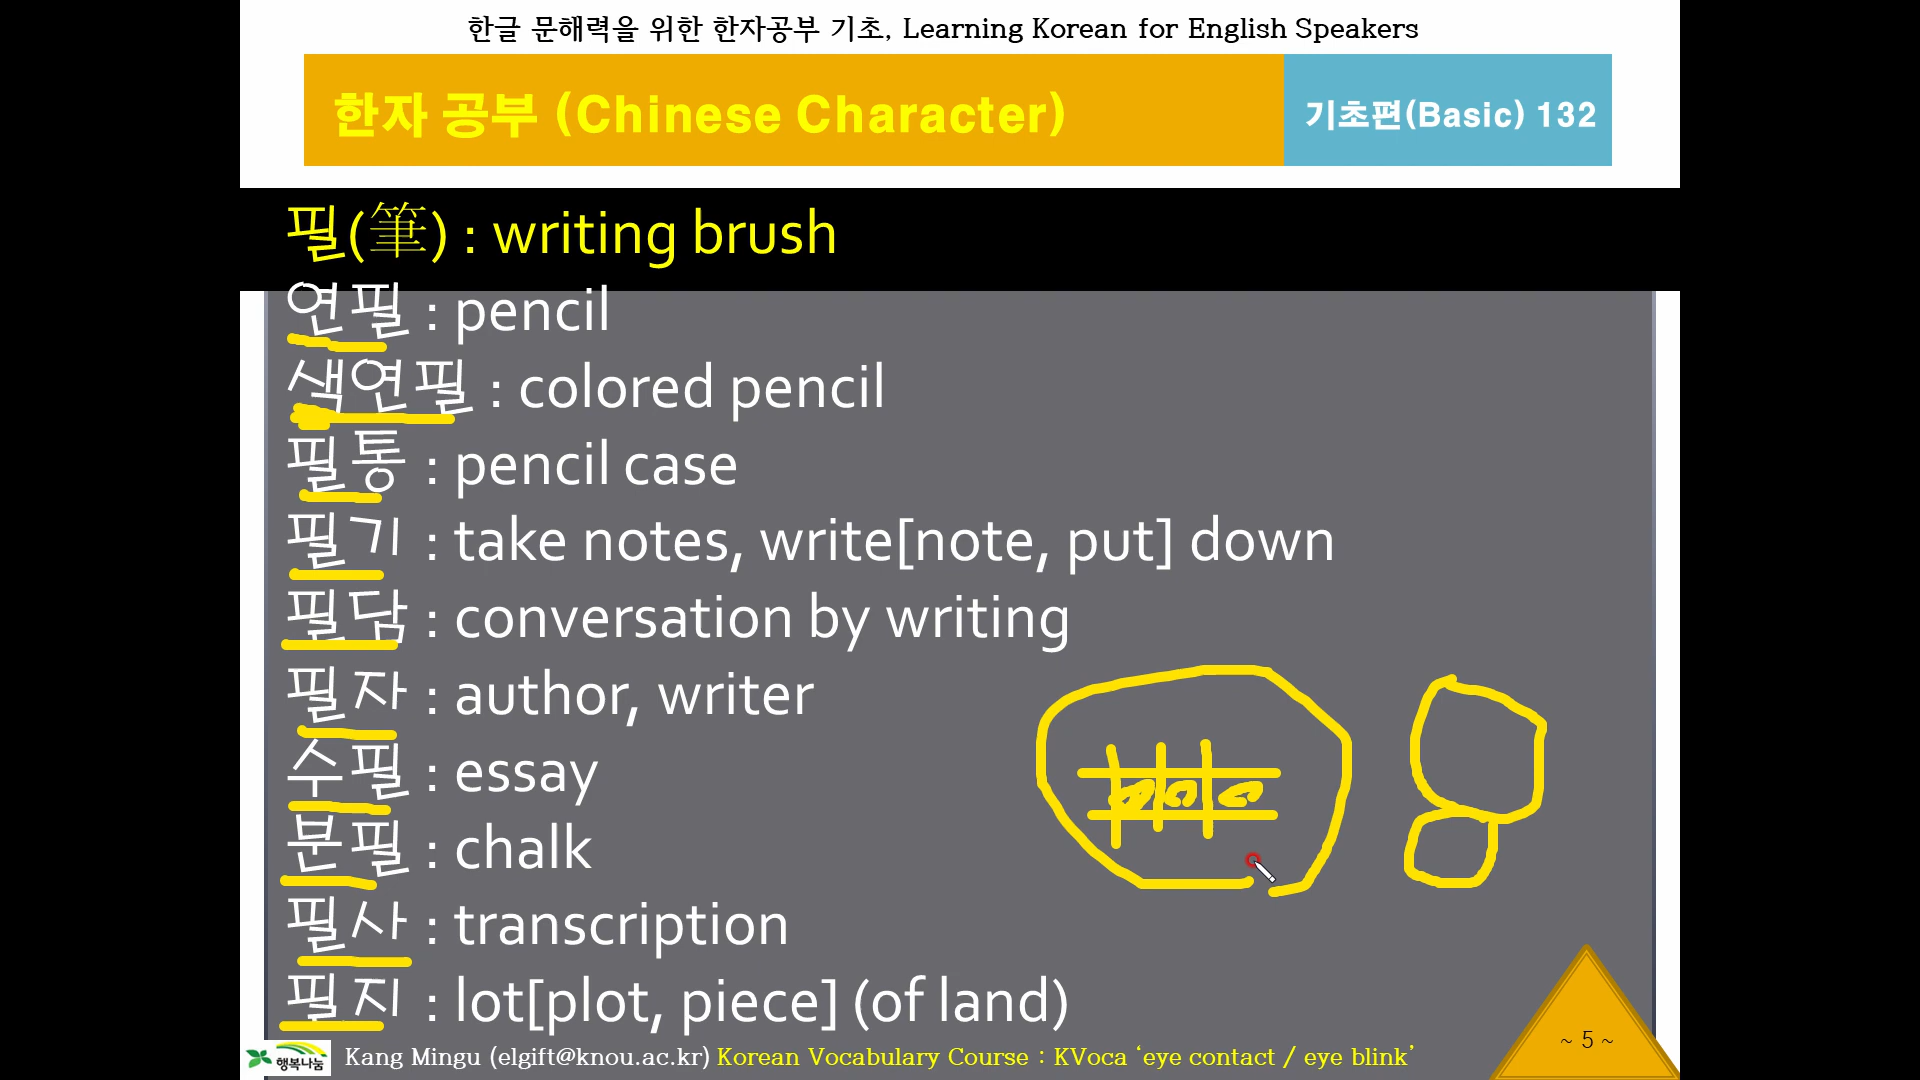 한글 문해력을 위한 한자공부 기초, Learning Korean for English Speakers
한자 공부 (Chinese Character)
기초편(Basic) 132
필(筆) : writing brush
연필 : pencil
색연필 : colored pencil
필통 : pencil case
필기 : take notes, write[note, put] down
필담 : conversation by writing
필자 : author, writer
수필 : essay
분필 : chalk
필사 : transcription
필지 : lot[plot, piece] (of land)
~ 5 ~
행복나눔
Kang Mingu (elgift@knou.ac.kr) Korean Vocabulary Course : KVoca ‘eye contact / eye blink’